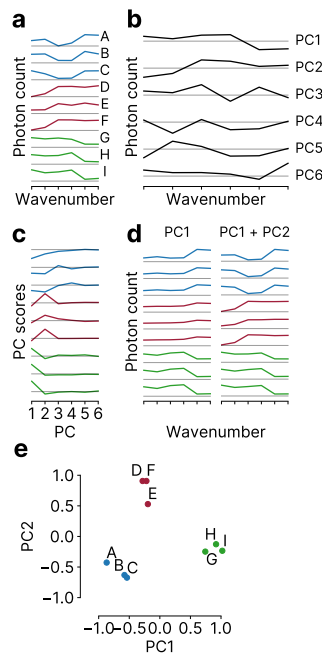 a
b
Photon count
A
B
C
D
E
F
G
H
I
Wavenumber
Photon count
PC1
PC2
PC3
PC4
PC5
PC6
Wavenumber
c
d
PC1
PC1 + PC2
PC scores
1 2 3 4 5 6
PC
Photon count
Wavenumber
e
PC2
1.0
0.5
0.0
−0.5
−1.0
D F
E
A
B C
H I
G
−1.0 −0.5 0.0 0.5 1.0
PC1